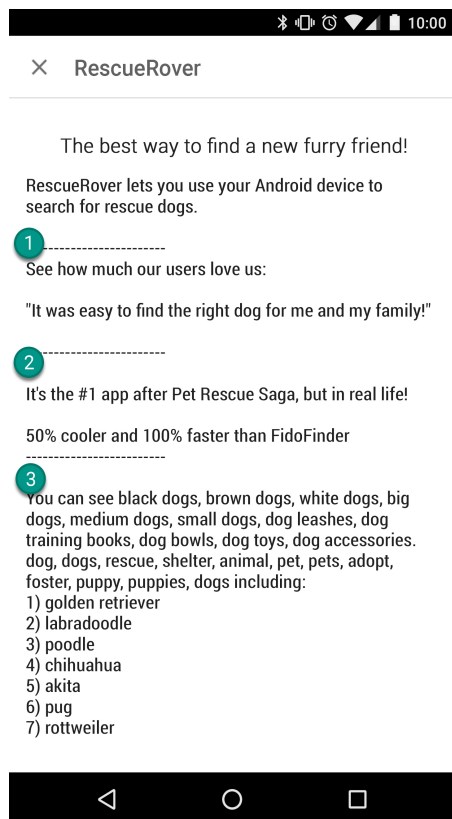 10:00
RescueRover
The best way to find a new furry friend!
RescueRover lets you use your Android device to
search for rescue dogs.
1
-----------------------
See how much our users love us:
"It was easy to find the right dog for me and my family!"
-----------------------
2
It's the #1 app after Pet Rescue Saga, but in real life!
50% cooler and 100% faster than FidoFinder
-------------------------
3
You can see black dogs, brown dogs, white dogs, big
dogs, medium dogs, small dogs, dog leashes, dog
training books, dog bowls, dog toys, dog accessories.
dog, dogs, rescue, shelter, animal, pet, pets, adopt,
foster, puppy, puppies, dogs including:
1) golden retriever
2) labradoodle
3) poodle
4) chihuahua
5) akita
6) pug
7) rottweiler